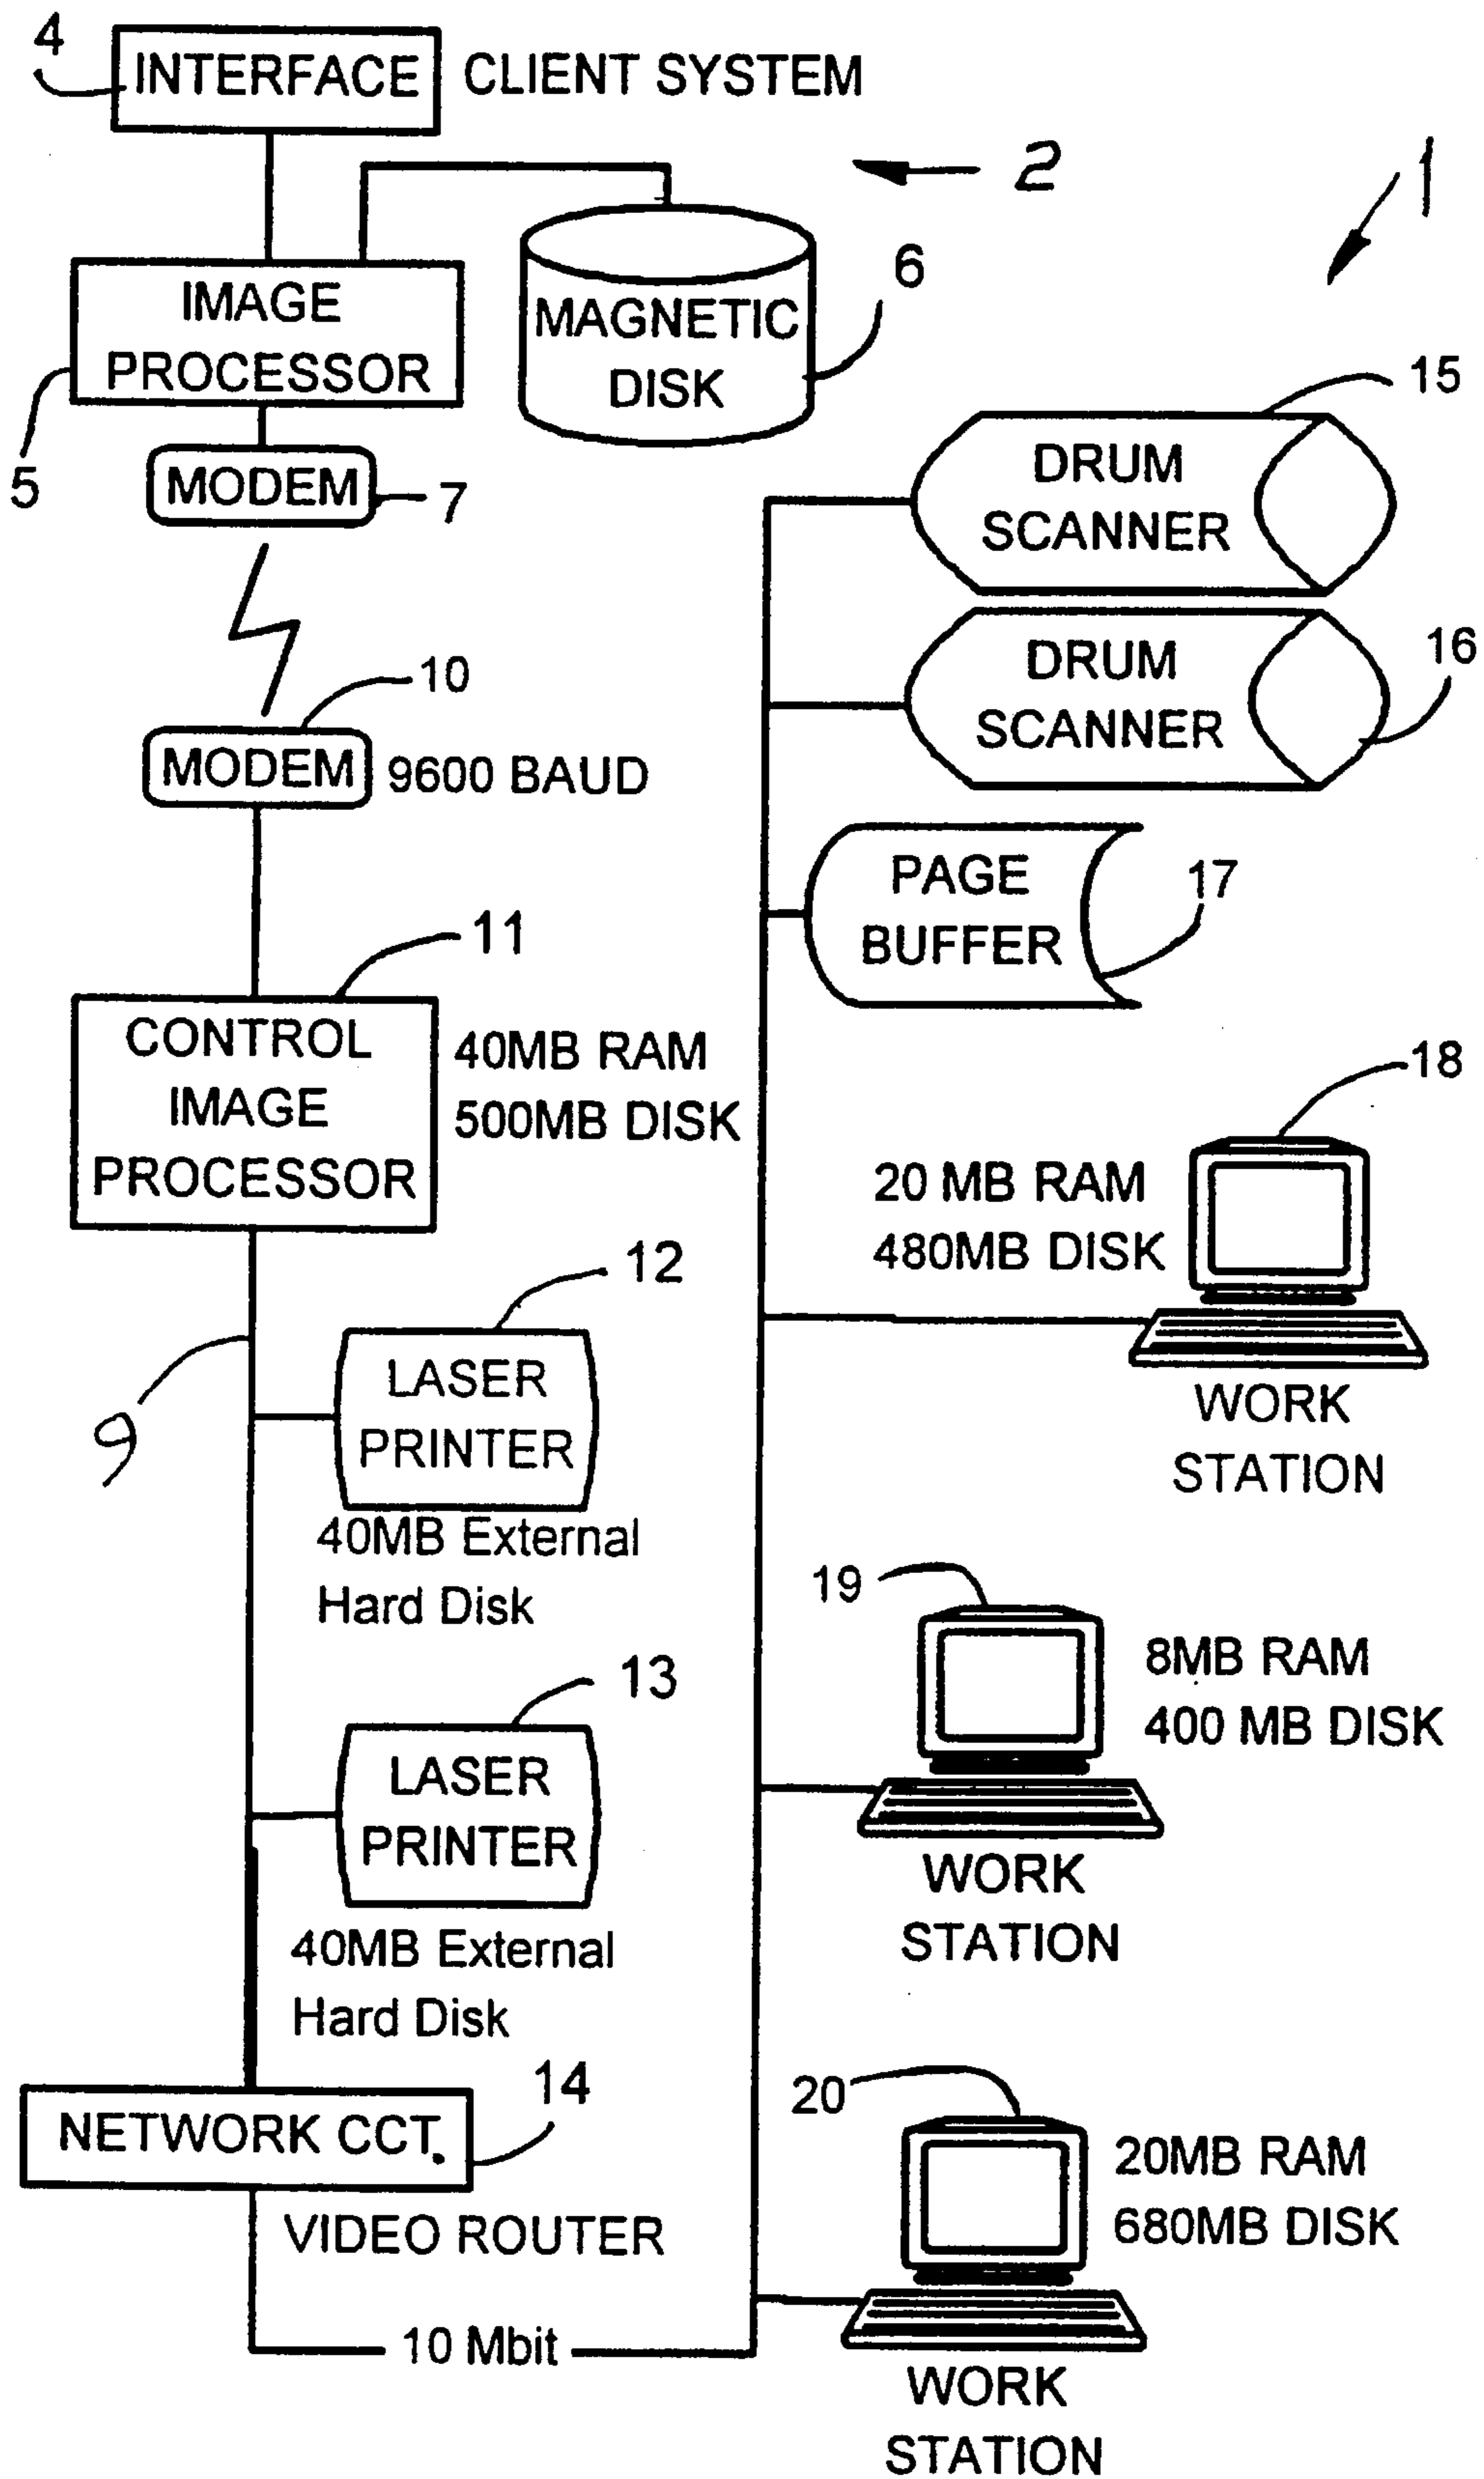 4
INTERFACE
CLIENT SYSTEM
2
1
IMAGE
PROCESSOR
5
MAGNETIC
DISK
6
MODEM
7
10
MODEM
9600 BAUD
11
CONTROL
IMAGE
PROCESSOR
40MB RAM
500MB DISK
9
12
LASER
PRINTER
40MB External
Hard Disk
13
LASER
PRINTER
40MB External
Hard Disk
14
NETWORK CCT.
VIDEO ROUTER
10 Mbit
15
DRUM
SCANNER
16
DRUM
SCANNER
PAGE
BUFFER
17
18
20 MB RAM
480MB DISK
WORK
STATION
19
8MB RAM
400 MB DISK
WORK
STATION
20
20MB RAM
680MB DISK
WORK
STATION